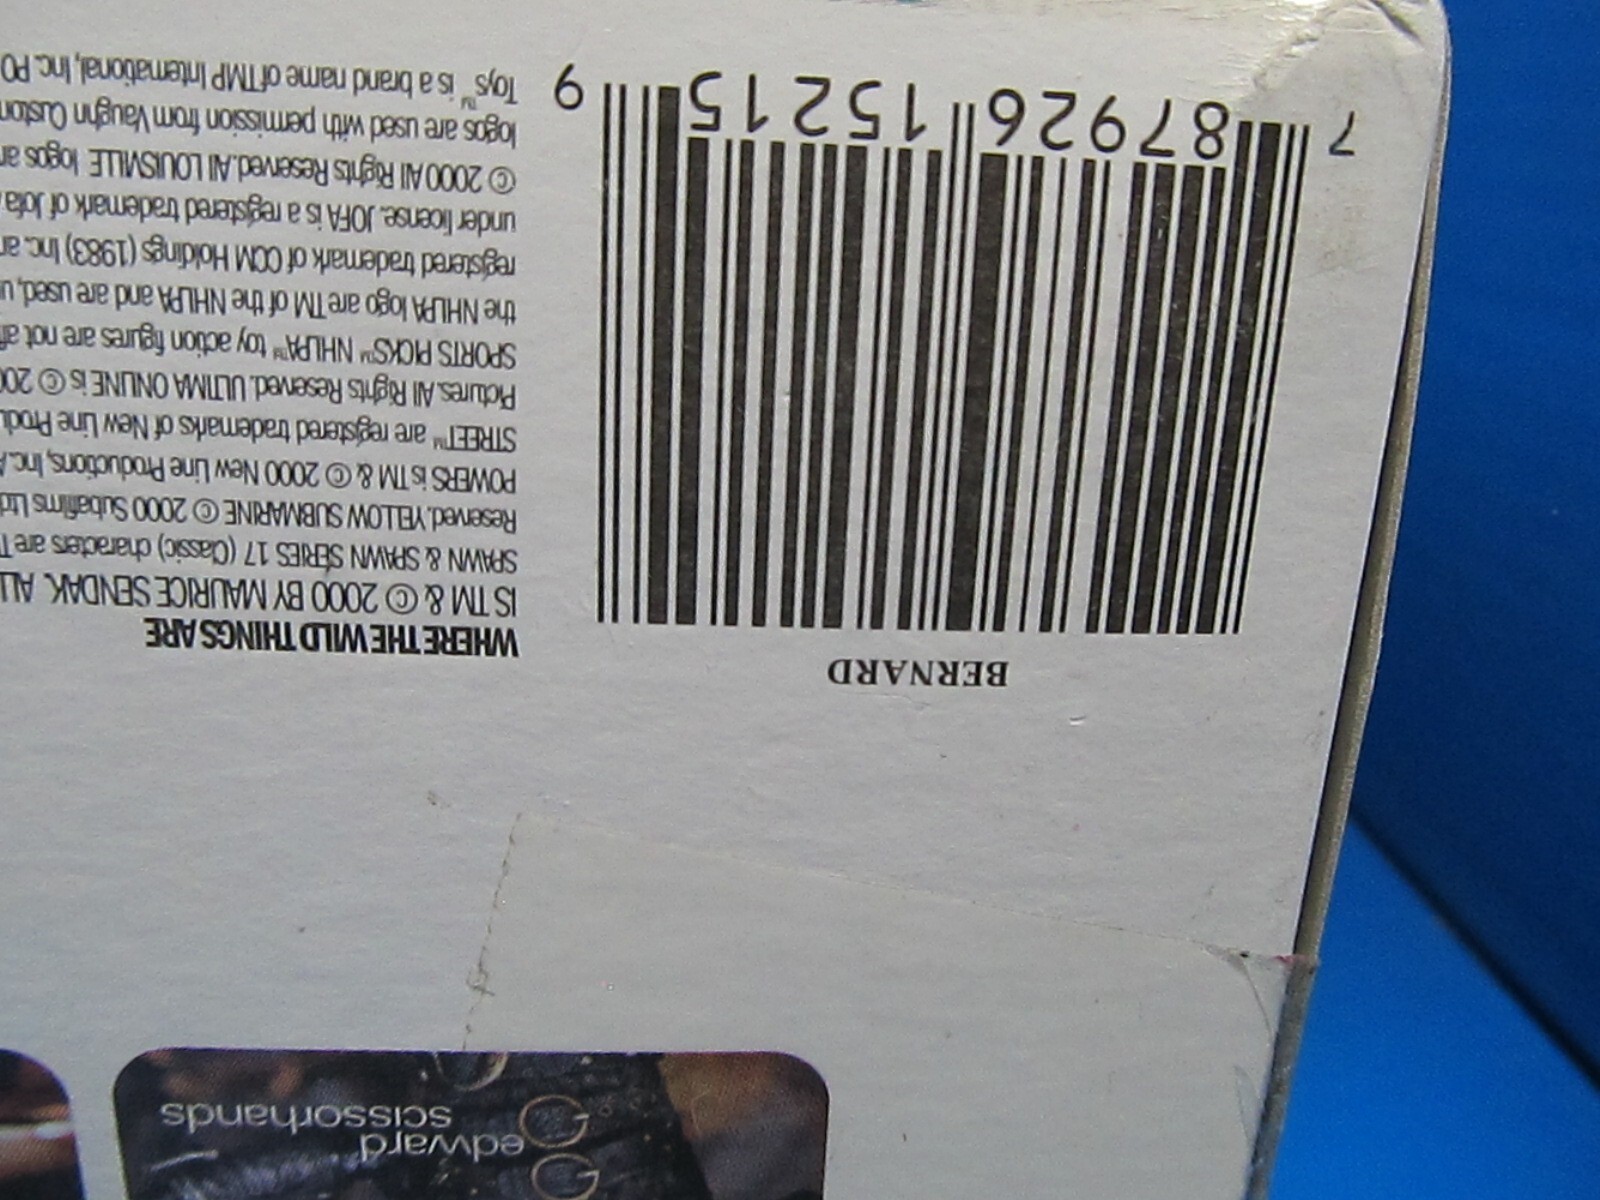 edward
scissorhands
BERNARD
7 87926 15215 9
WHERE THE WILD THINGS ARE
IS TM & © 2000 BY MAURICE SENDAK. ALL
SPAWN & SPAWN SERIES 17 (Classic) characters are
Reserved. YELLOW SUBMARINE © 2000 Subafilms Ltd
POWERS is TM & © 2000 New Line Productions, Inc.
STREET™ are registered trademarks of New Line
Pictures. All Rights Reserved. ULTIMA ONLINE is ©
SPORTS PICKS™ NHLPA™ toy action figures are not
the NHLPA logo are TM of the NHLPA and are used,
registered trademark of CCM Holdings (1983) Inc.
under license. JOFA is a registered trademark of Jofa
© 2000 All Rights Reserved. All LOUISVILLE logos
logos are used with permission from Vaughn Custom
Toys™ is a brand name of TMP International, Inc. PO